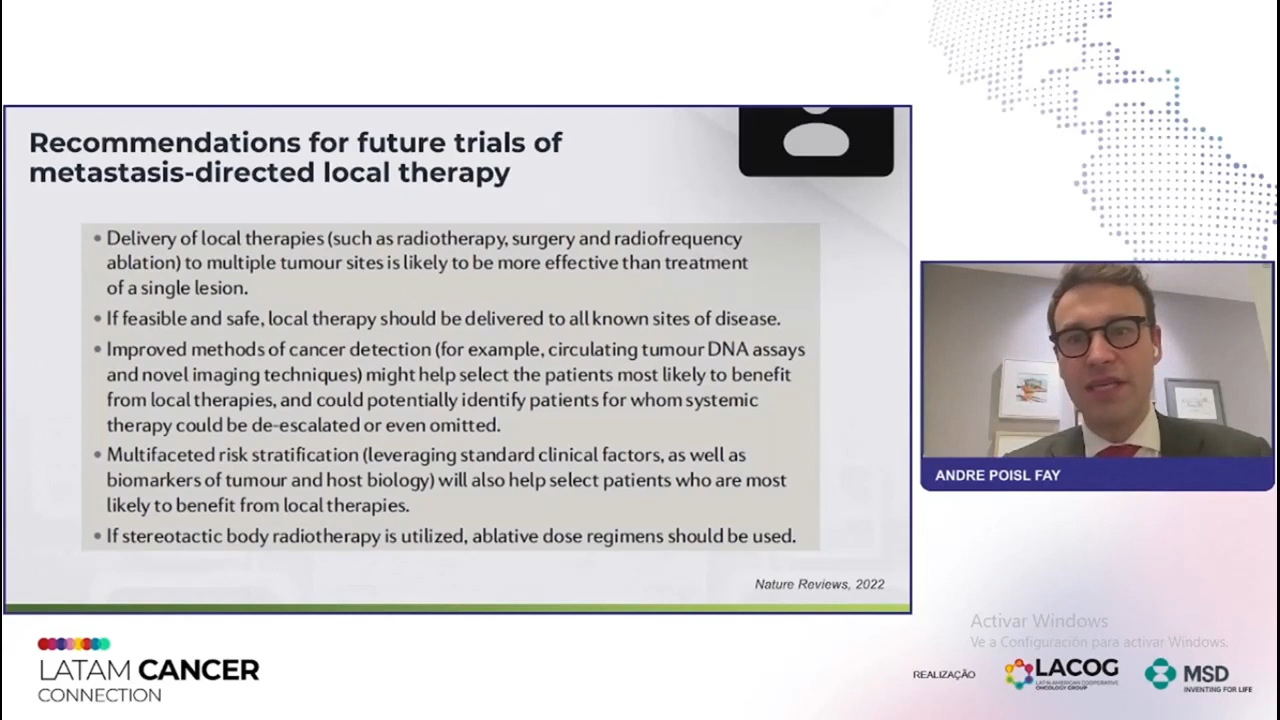 Recommendations for future trials of
metastasis-directed local therapy
• Delivery of local therapies (such as radiotherapy, surgery and radiofrequency
ablation) to multiple tumour sites is likely to be more effective than treatment
of a single lesion.
• If feasible and safe, local therapy should be delivered to all known sites of disease.
• Improved methods of cancer detection (for example, circulating tumour DNA assays
and novel imaging techniques) might help select the patients most likely to benefit
from local therapies, and could potentially identify patients for whom systemic
therapy could be de-escalated or even omitted.
• Multifaceted risk stratification (leveraging standard clinical factors, as well as
biomarkers of tumour and host biology) will also help select patients who are most
likely to benefit from local therapies.
• If stereotactic body radiotherapy is utilized, ablative dose regimens should be used.
Nature Reviews, 2022
ANDRE POISL FAY
LATAM CANCER
CONNECTION
Activar Windows
Ve a Configuración para activar Windows.
REALIZAÇÃO
LACOG
LATIN AMERICAN COOPERATIVE
ONCOLOGY GROUP
MSD
INVENTING FOR LIFE